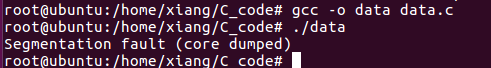 root@ubuntu:/home/xiang/C_code# gcc -o data data.c
root@ubuntu:/home/xiang/C_code# ./data
Segmentation fault (core dumped)
root@ubuntu:/home/xiang/C_code#